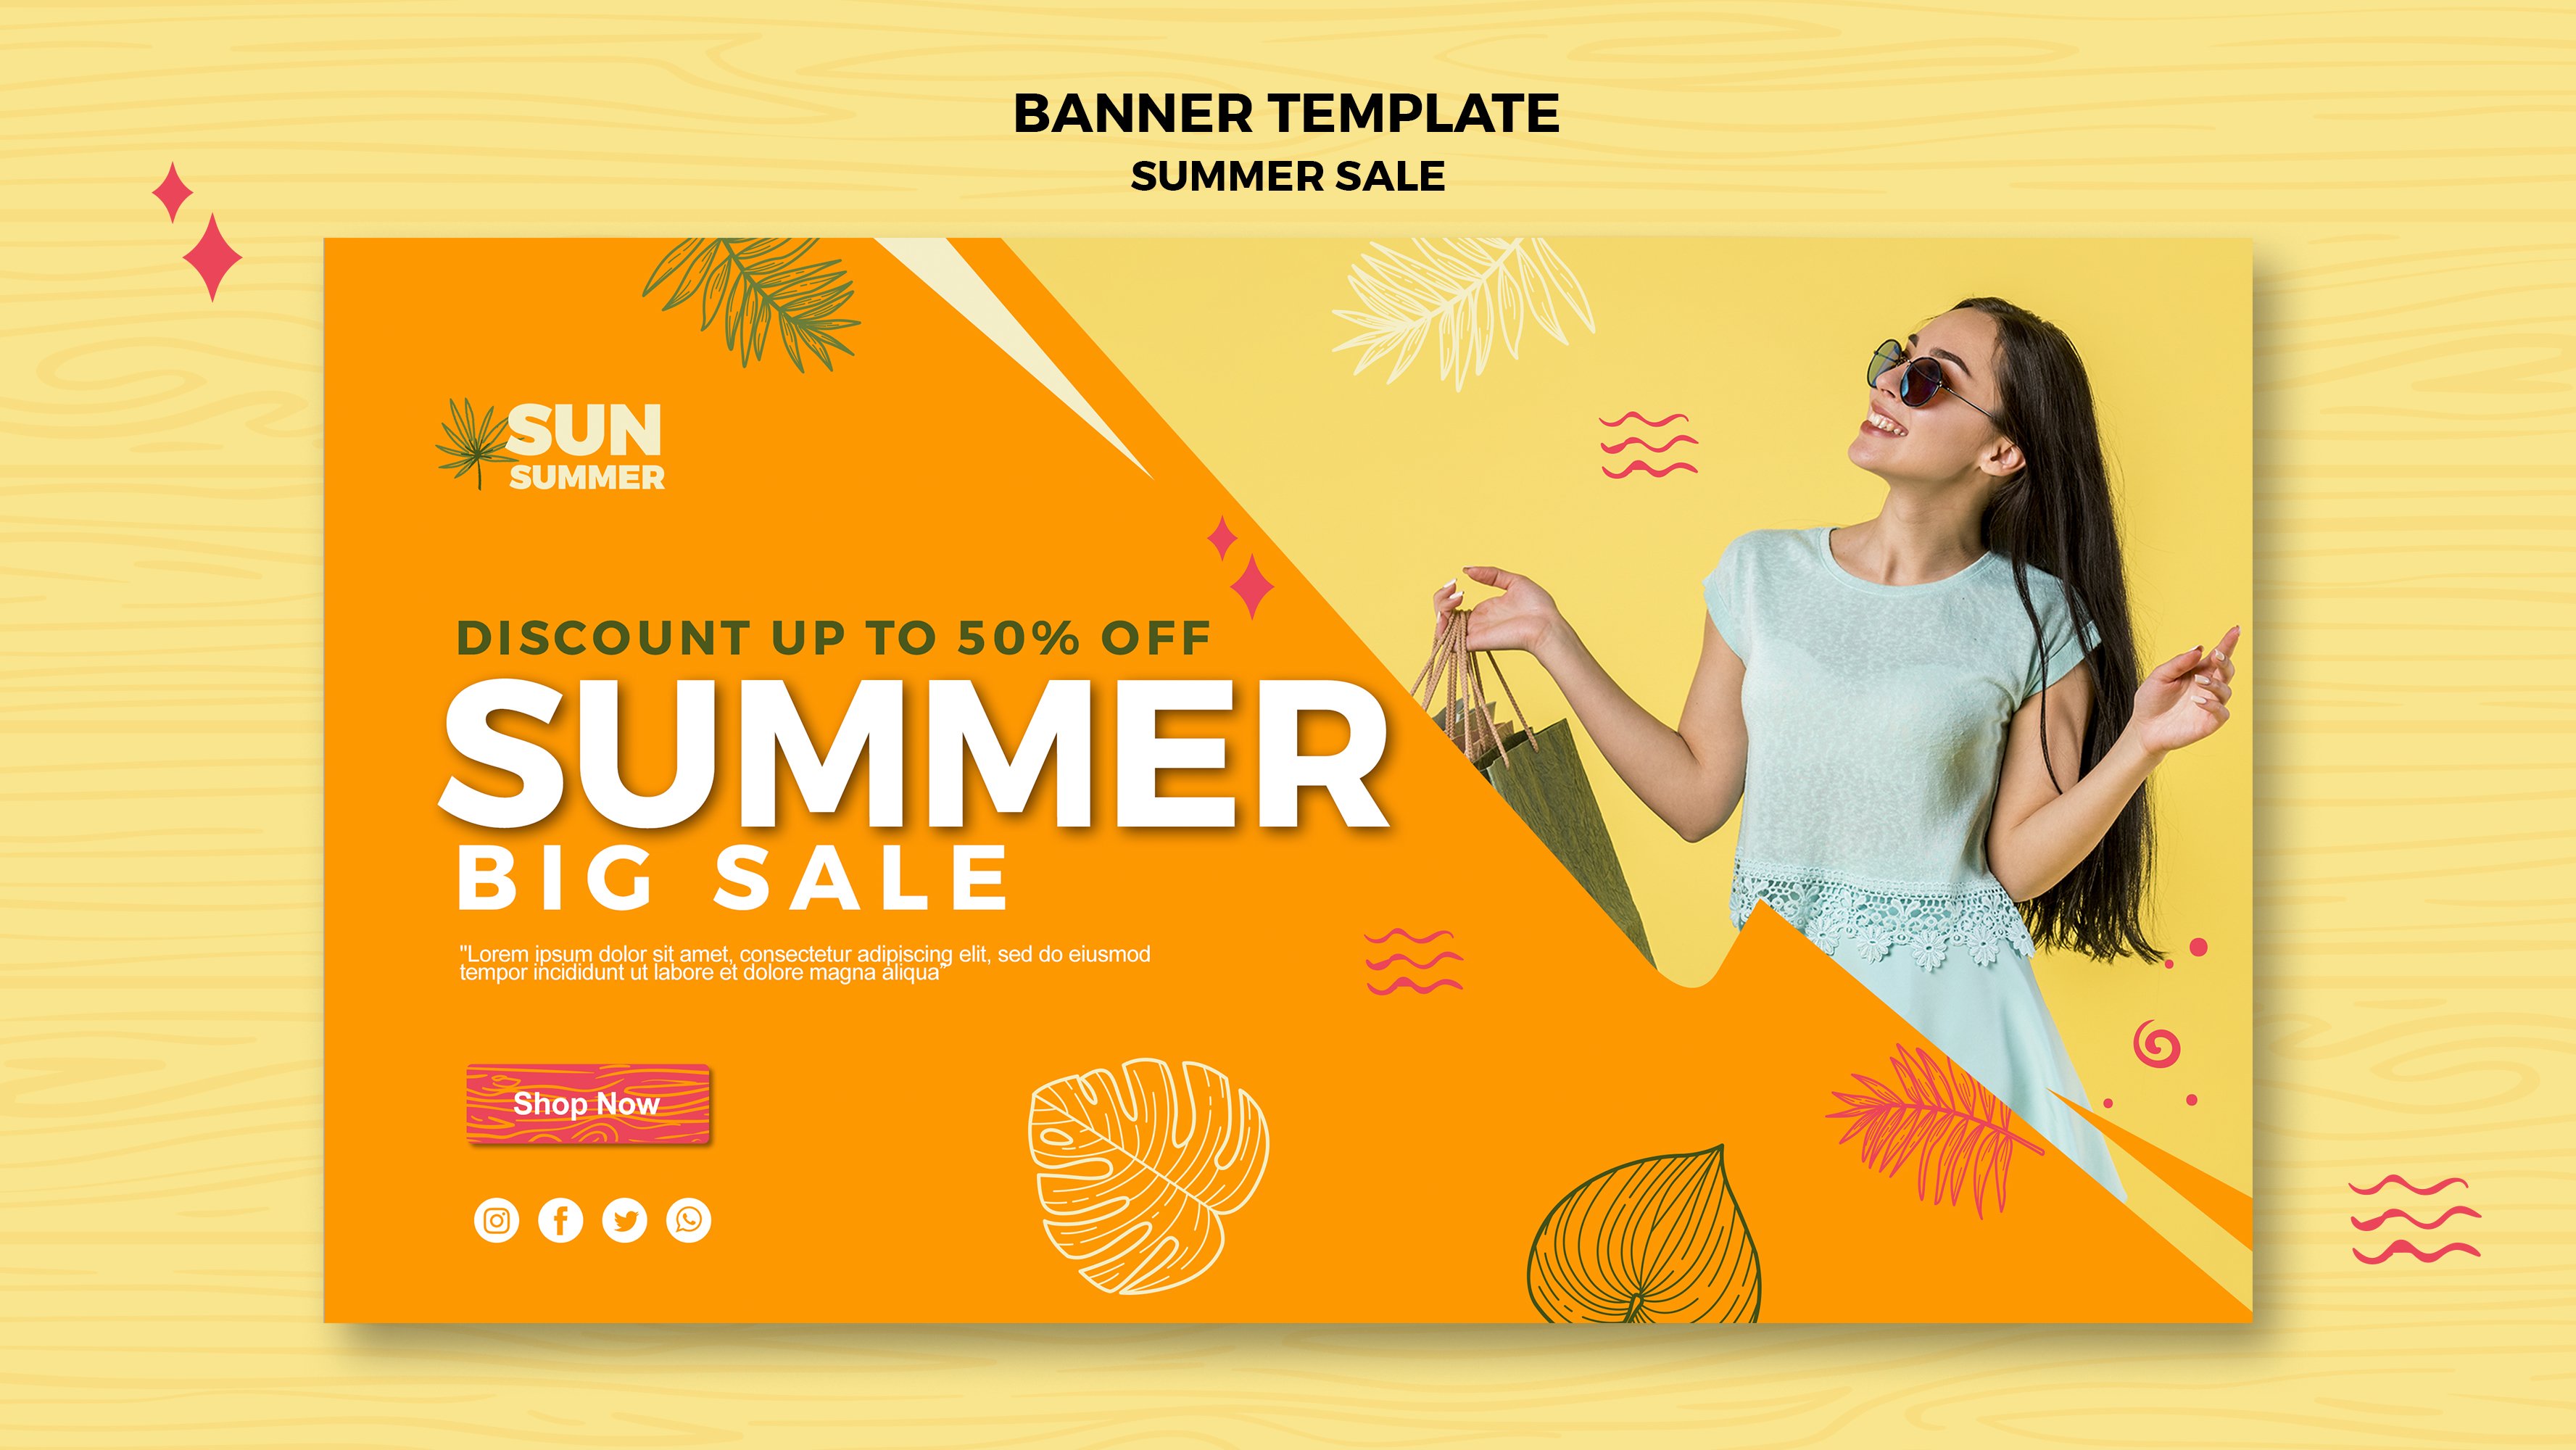 BANNER TEMPLATE
SUMMER SALE
SUN
SUMMER
DISCOUNT UP TO 50% OFF
SUMMER
BIG SALE
"Lorem ipsum dolor sit amet, consectetur adipiscing elit, sed do eiusmod
tempor incididunt ut labore et dolore magna aliqua"
Shop Now